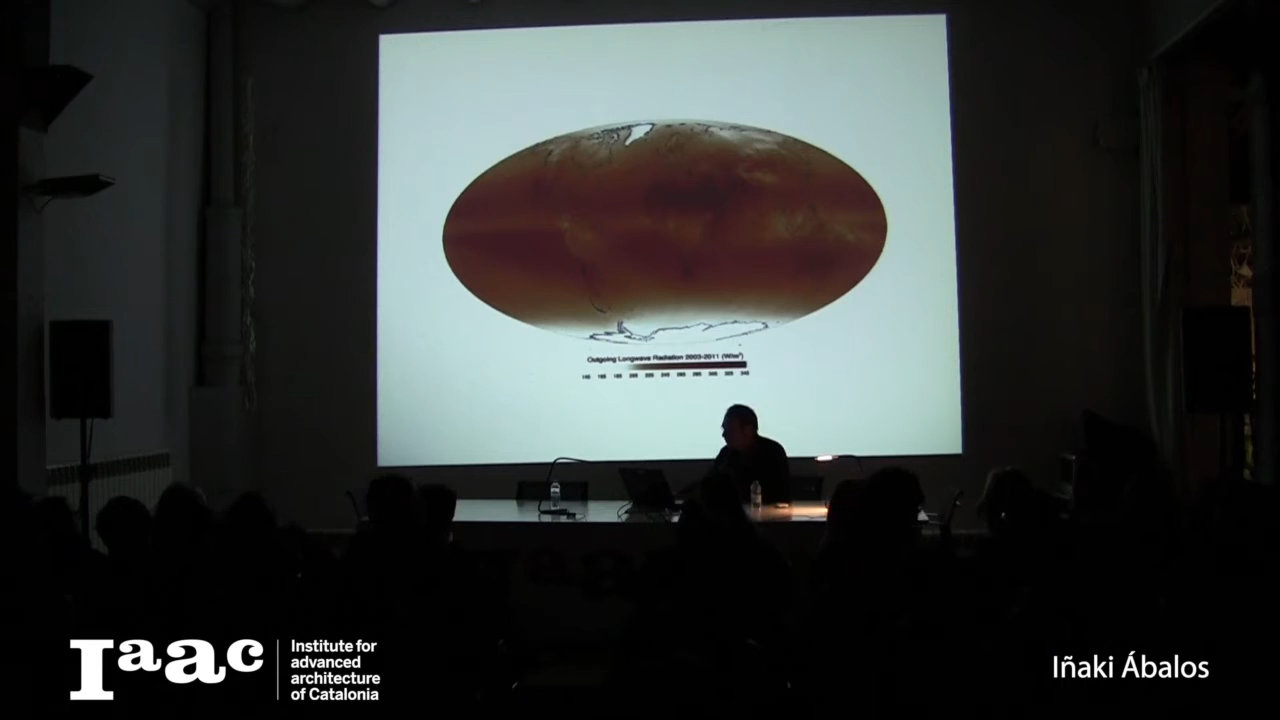 Outgoing Longwave Radiation 2003-2011 (W/m²)
Iaac
Institute for
advanced
architecture
of Catalonia
Iñaki Ábalos